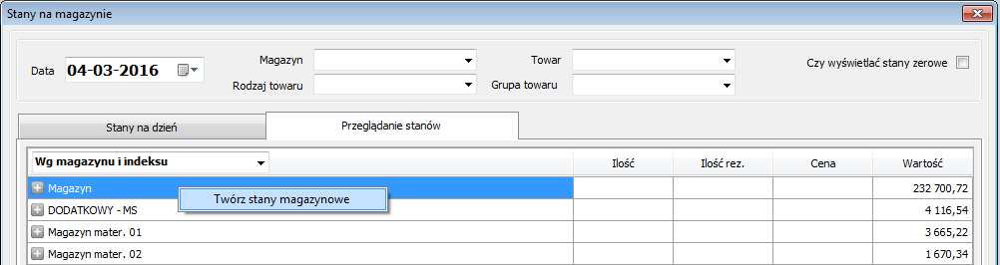 Stany na magazynie
Data 04-03-2016 Magazyn Towar Czy wyświetlać stany zerowe
Rodzaj towaru Grupa towaru
Stany na dzień Przeglądanie stanów
Wg magazynu i indeksu Ilość Ilość rez. Cena Wartość
Magazyn 232 700,72
Twórz stany magazynowe
DODATKOWY - MS 4 116,54
Magazyn mater. 01 3 665,22
Magazyn mater. 02 1 670,34